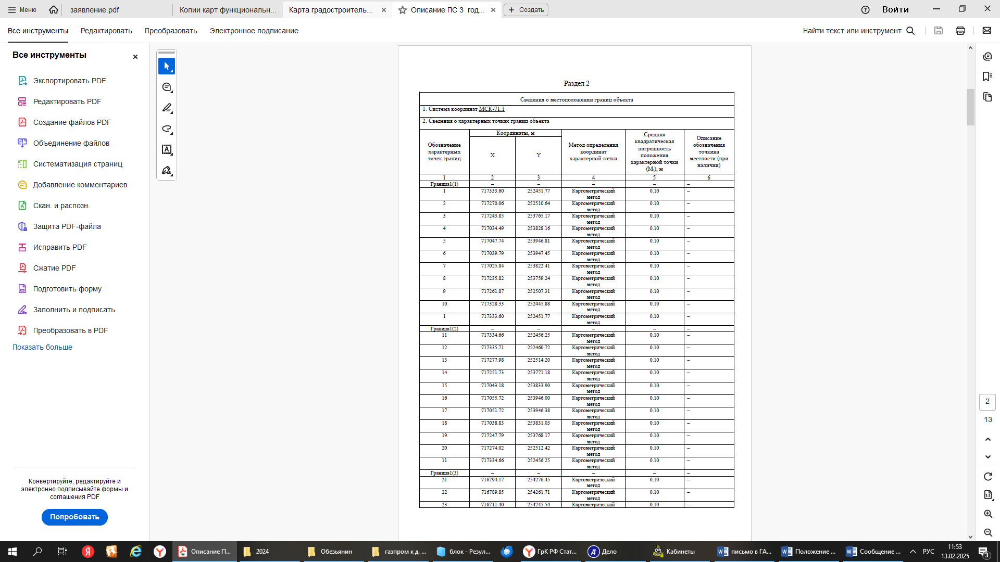 Меню
заявление.pdf
Копии карт функциональн...
Карта градостроитель...
Описание ПС 3 год...
Создать
Войти
Все инструменты
Редактировать
Преобразовать
Электронное подписание
Найти текст или инструмент
Все инструменты
Экспортировать PDF
Редактировать PDF
Создание файлов PDF
Объединение файлов
Систематизация страниц
Добавление комментариев
Скан. и распозн.
Защита PDF-файла
Исправить PDF
Сжатие PDF
Подготовить форму
Заполнить и подписать
Преобразовать в PDF
Показать больше
Конвертируйте, редактируйте и
электронно подписывайте формы и
соглашения PDF
Попробовать
Раздел 2
Сведения о местоположении границ объекта
1. Система координат МСК-71.1
2. Сведения о характерных точках границ объекта
Обозначение
характерных
точек границ
Координаты, м
X
Y
Метод определения
координат
характерной точки
Средняя
квадратическая
погрешность
положения
характерной точки
(Mt), м
Описание
обозначения
точкина
местности (при
наличии)
1 2 3 4 5 6
Граница1(1) – – – – –
1 717333.60 252451.77 Картометрический метод 0.10 –
2 717270.06 252510.64 Картометрический метод 0.10 –
3 717243.85 253765.17 Картометрический метод 0.10 –
4 717034.49 253828.16 Картометрический метод 0.10 –
5 717047.74 253946.81 Картометрический метод 0.10 –
6 717039.79 253947.45 Картометрический метод 0.10 –
7 717025.84 253822.41 Картометрический метод 0.10 –
8 717235.82 253759.24 Картометрический метод 0.10 –
9 717261.87 252507.31 Картометрический метод 0.10 –
10 717328.33 252445.88 Картометрический метод 0.10 –
1 717333.60 252451.77 Картометрический метод 0.10 –
Граница1(2) – – – – –
11 717334.66 252456.25 Картометрический метод 0.10 –
12 717335.71 252460.72 Картометрический метод 0.10 –
13 717277.98 252514.20 Картометрический метод 0.10 –
14 717251.73 253771.18 Картометрический метод 0.10 –
15 717043.18 253833.90 Картометрический метод 0.10 –
16 717055.72 253946.00 Картометрический метод 0.10 –
17 717051.72 253946.38 Картометрический метод 0.10 –
18 717038.83 253831.03 Картометрический метод 0.10 –
19 717247.79 253768.17 Картометрический метод 0.10 –
20 717274.02 252512.42 Картометрический метод 0.10 –
11 717334.66 252456.25 Картометрический метод 0.10 –
Граница1(3) – – – – –
21 716794.17 254276.45 Картометрический метод 0.10 –
22 716789.85 254261.71 Картометрический метод 0.10 –
23 716711.40 254245.54 Картометрический 0.10 –
2
13
1:1
Описание П...
2024
Обезьянин
газпром к д. ...
блок - Резул...
ГрК РФ Стат...
Дело
Кабинеты
письмо в ГА...
Положение ...
Сообщение ...
РУС
11:53
13.02.2025
3